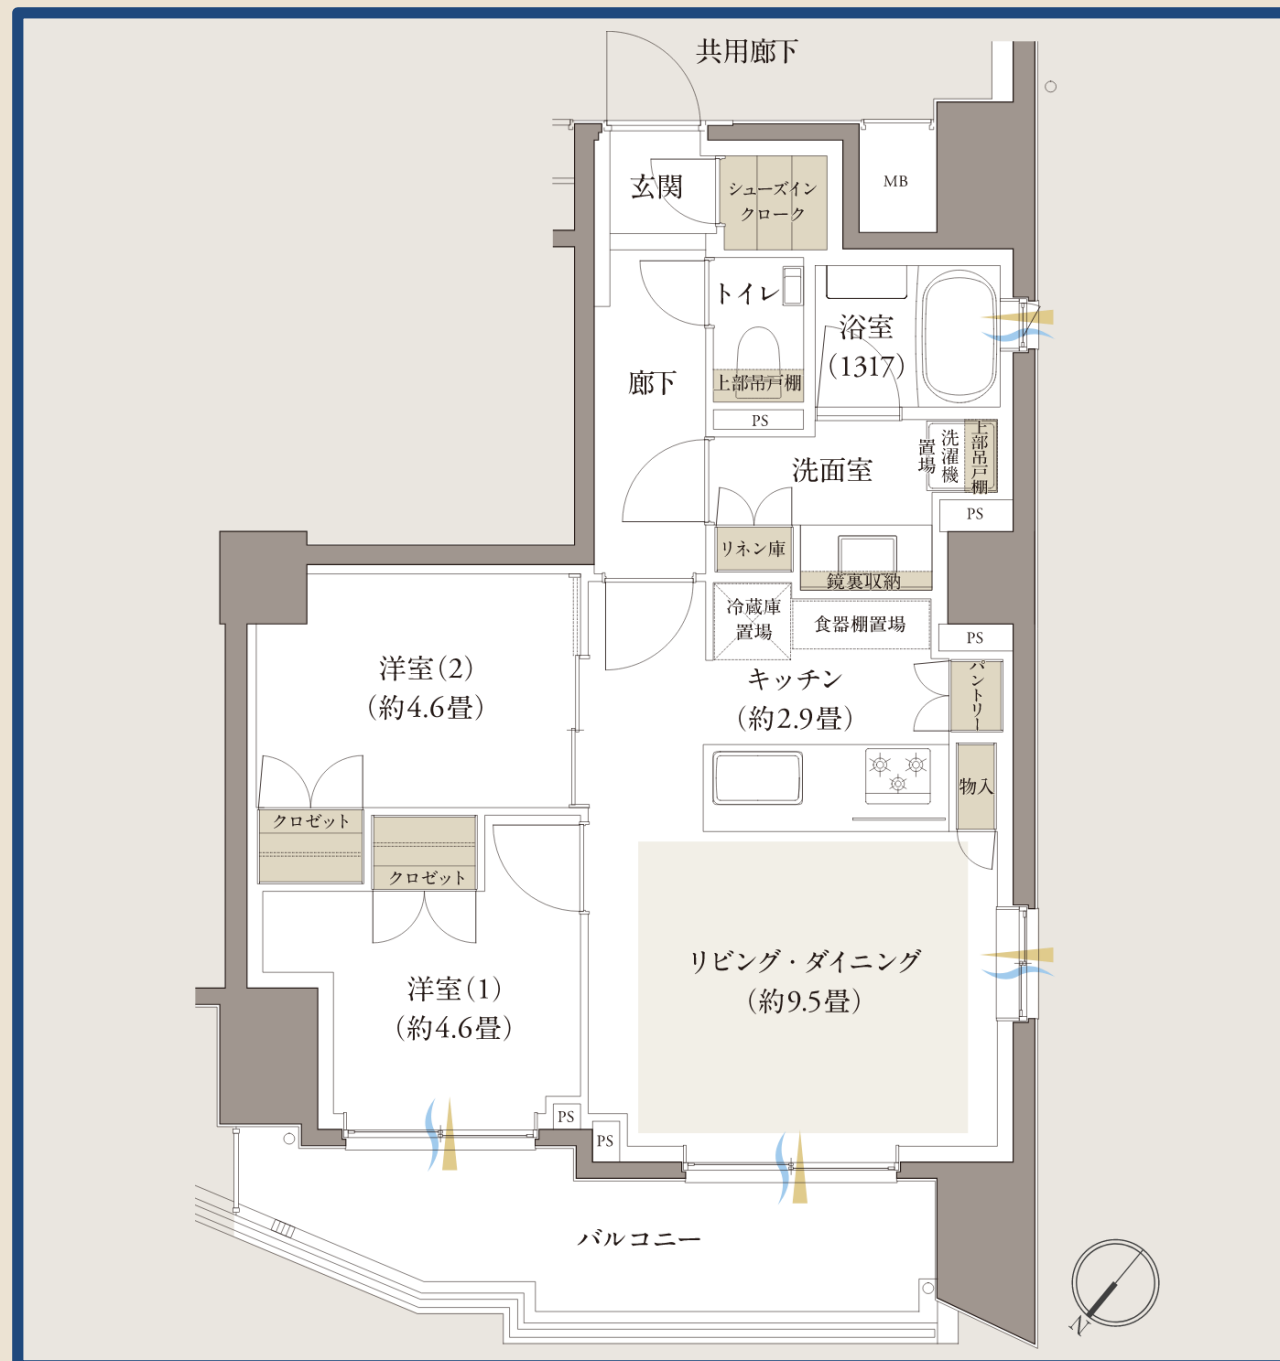 共用廊下
玄関
シューズイン
クローク
MB
トイレ
上部吊戸棚
PS
浴室
(1317)
廊下
洗面室
洗濯機
置場
上部吊戸棚
PS
リネン庫
鏡裏収納
冷蔵庫
置場
食器棚置場
PS
洋室(2)
(約4.6畳)
キッチン
(約2.9畳)
パントリー
物入
クロゼット
クロゼット
リビング・ダイニング
(約9.5畳)
洋室(1)
(約4.6畳)
PS
PS
バルコニー
N